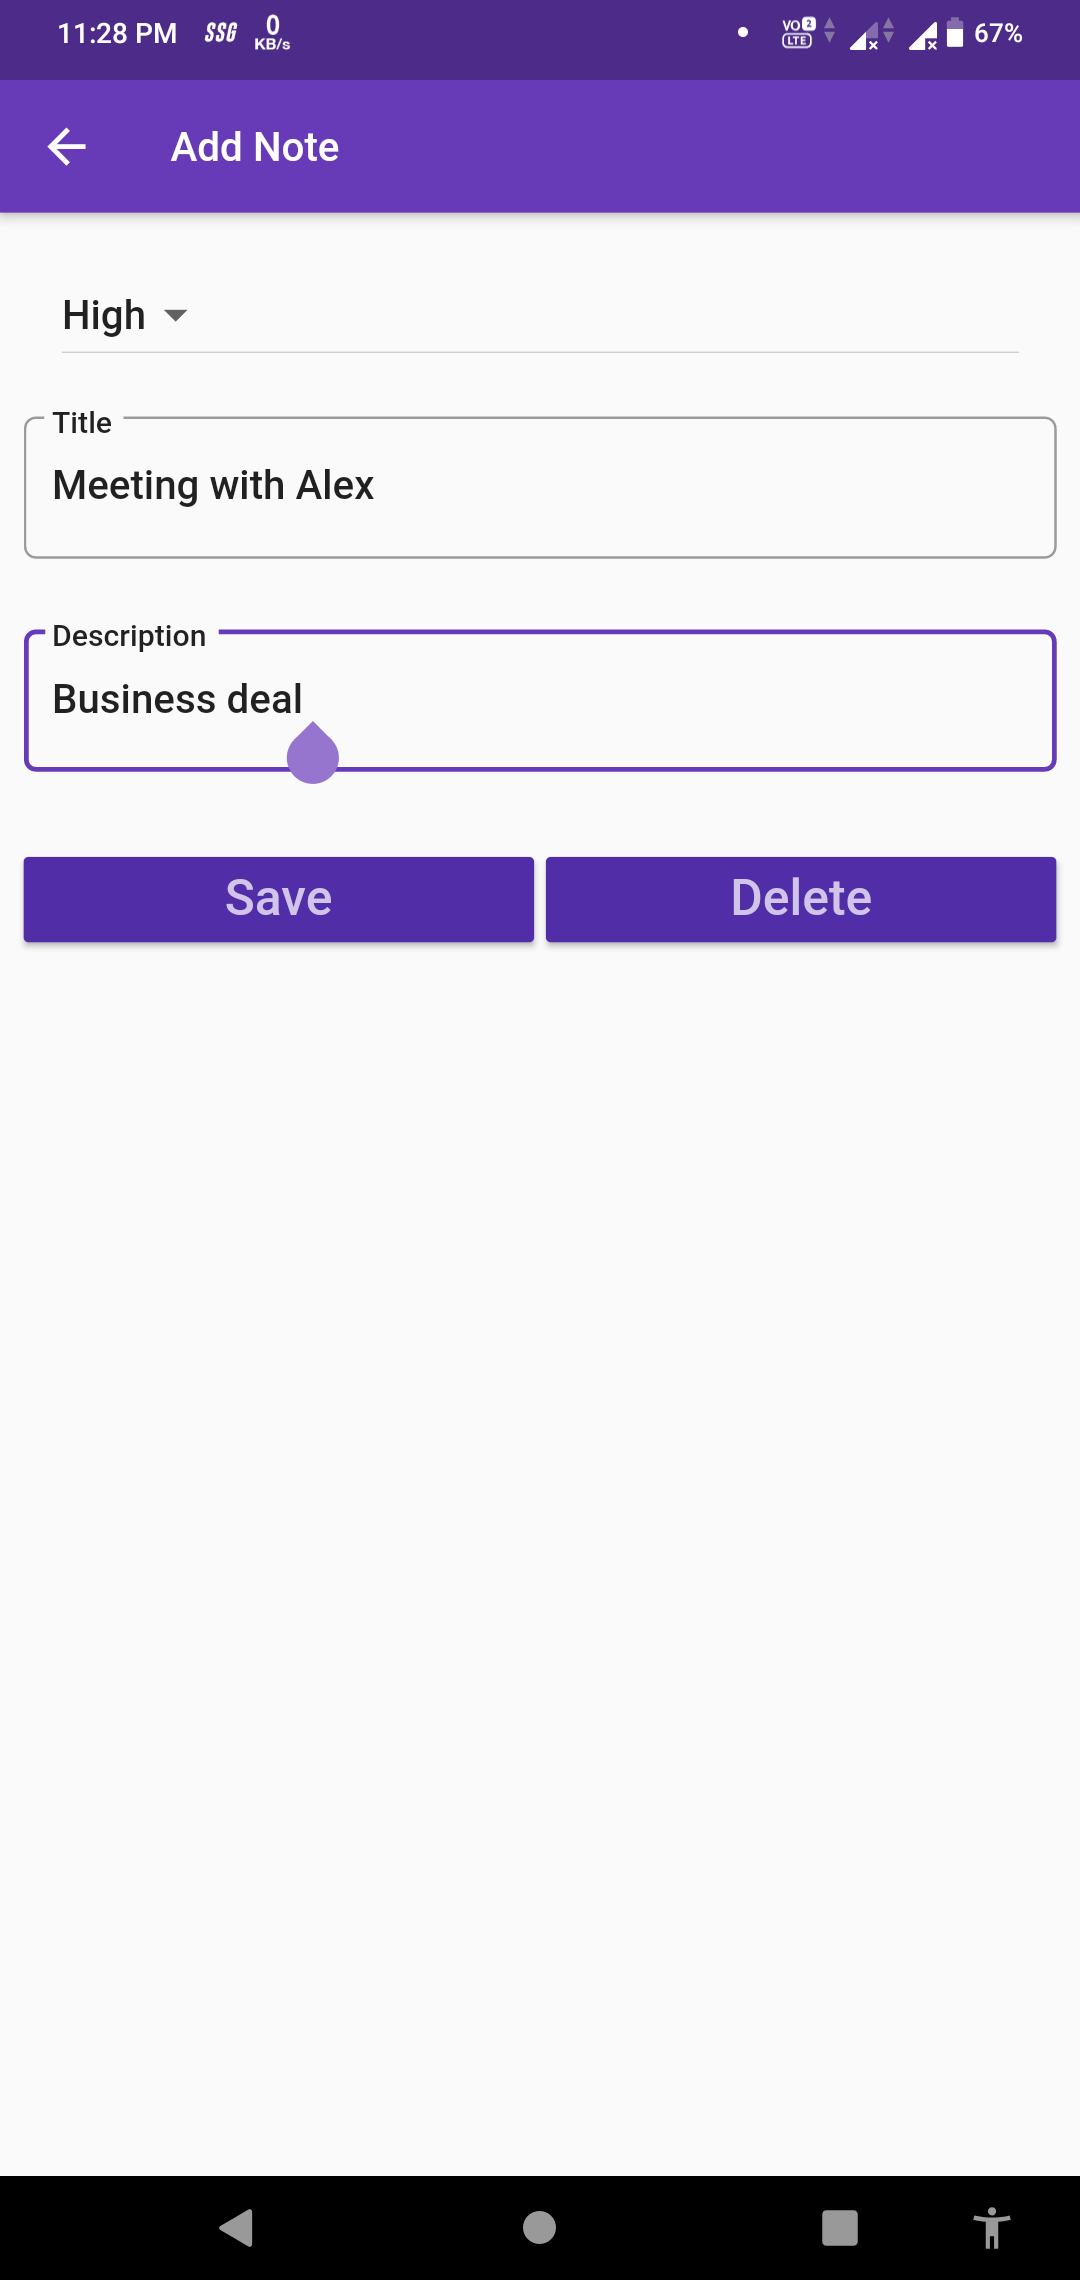 11:28 PM SSG 0 KB/s VO 2 LTE 67%
Add Note
High
Title
Meeting with Alex
Description
Business deal
Save Delete